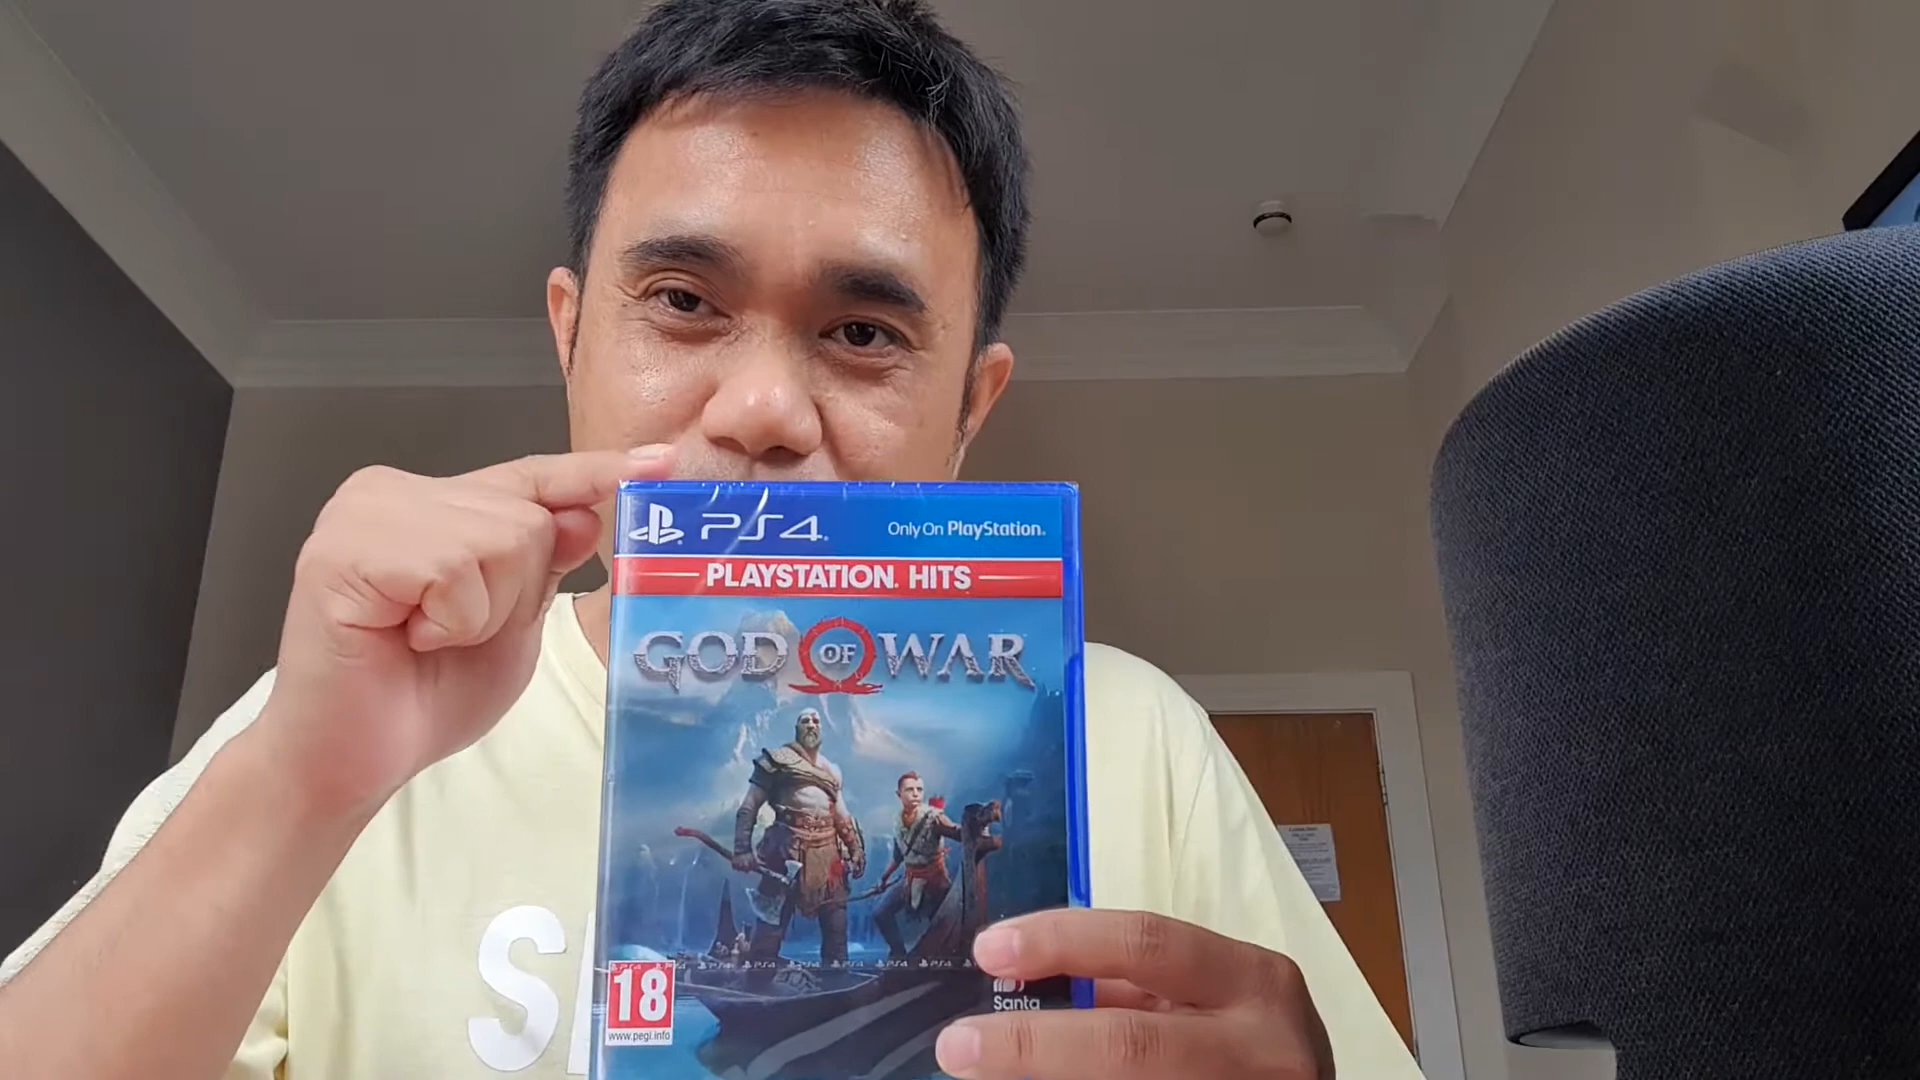 PS4
Only On PlayStation
PLAYSTATION HITS
GOD OF WAR
18
www.pegi.info
Santa
S